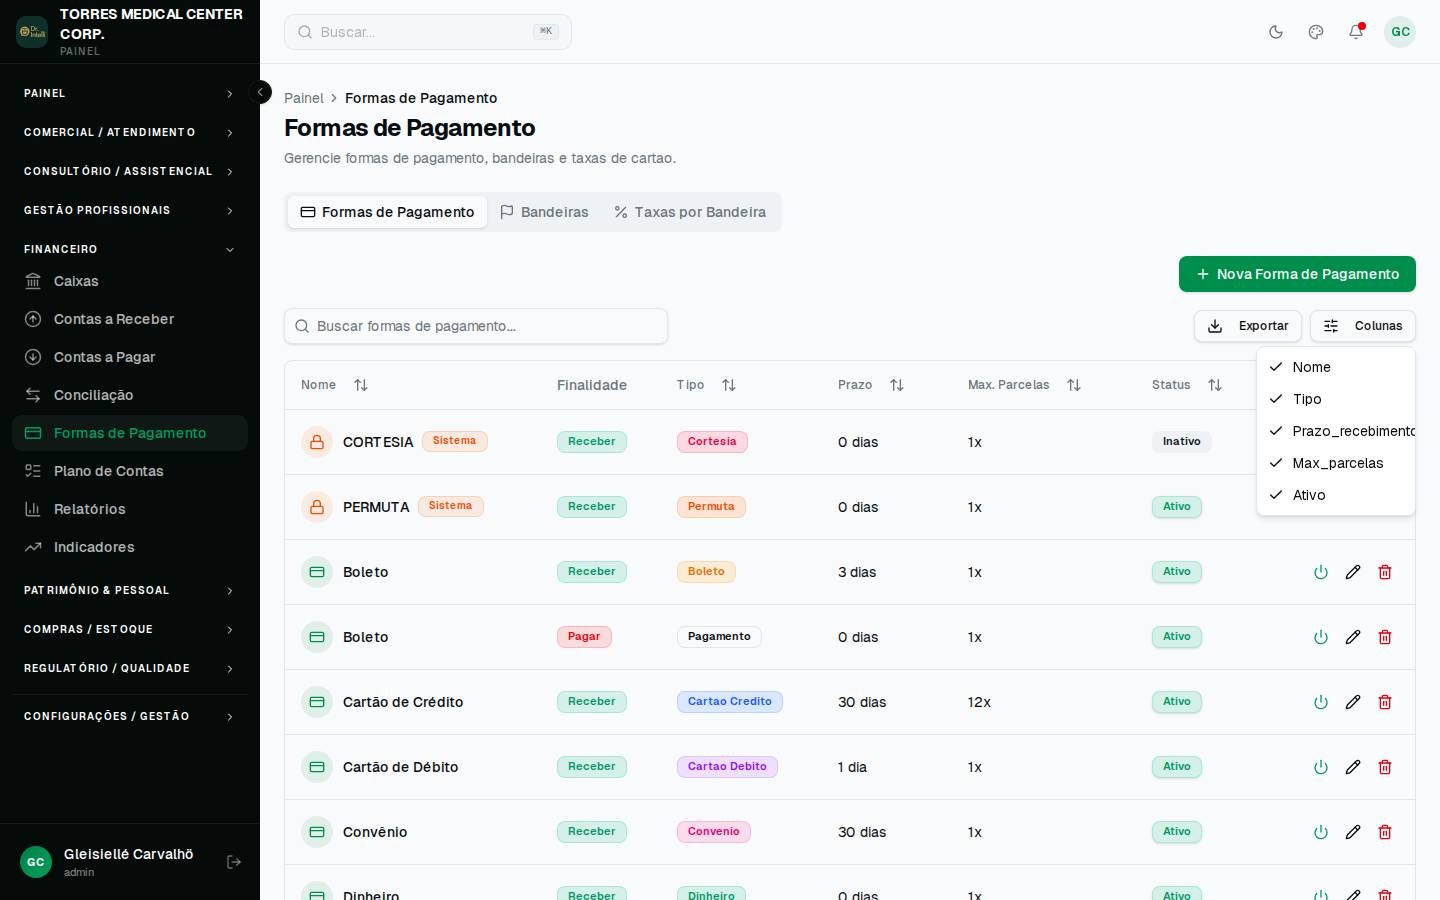 TORRES MEDICAL CENTER
CORP.
PAINEL
Dr.
Intelli
Buscar...
⌘K
GC
PAINEL
COMERCIAL / ATENDIMENTO
CONSULTÓRIO / ASSISTENCIAL
GESTÃO PROFISSIONAIS
FINANCEIRO
Caixas
Contas a Receber
Contas a Pagar
Conciliação
Formas de Pagamento
Plano de Contas
Relatórios
Indicadores
PATRIMÔNIO & PESSOAL
COMPRAS / ESTOQUE
REGULATÓRIO / QUALIDADE
CONFIGURAÇÕES / GESTÃO
GC
Gleisiellé Carvalhö
admin
Painel > Formas de Pagamento
Formas de Pagamento
Gerencie formas de pagamento, bandeiras e taxas de cartao.
Formas de Pagamento Bandeiras Taxas por Bandeira
+ Nova Forma de Pagamento
Buscar formas de pagamento...
Exportar Colunas
Nome
Tipo
Prazo_recebimento
Max_parcelas
Ativo
Nome Finalidade Tipo Prazo Max. Parcelas Status
CORTESIA Sistema Receber Cortesia 0 dias 1x Inativo
PERMUTA Sistema Receber Permuta 0 dias 1x Ativo
Boleto Receber Boleto 3 dias 1x Ativo
Boleto Pagar Pagamento 0 dias 1x Ativo
Cartão de Crédito Receber Cartao Credito 30 dias 12x Ativo
Cartão de Débito Receber Cartao Debito 1 dia 1x Ativo
Convênio Receber Convenio 30 dias 1x Ativo
Dinheiro Receber Dinheiro 0 dias 1x Ativo